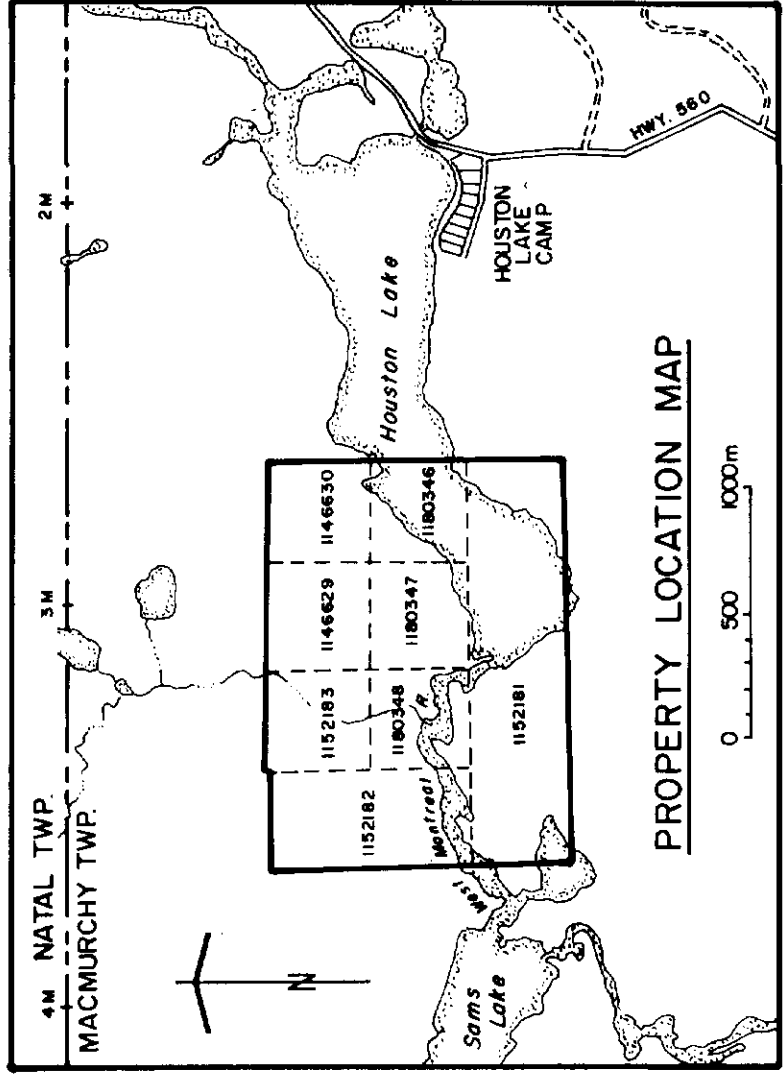 4M NATAL TWP. 3M 2M
MACMURCHY TWP.
N
1152182
1152183
1146629
1146630
1180348
1180347
1180346
1152181
West Montreal R.
Sams
Lake
Houston Lake
HOUSTON
LAKE
CAMP
HWY. 560
PROPERTY LOCATION MAP
0 500 1000m